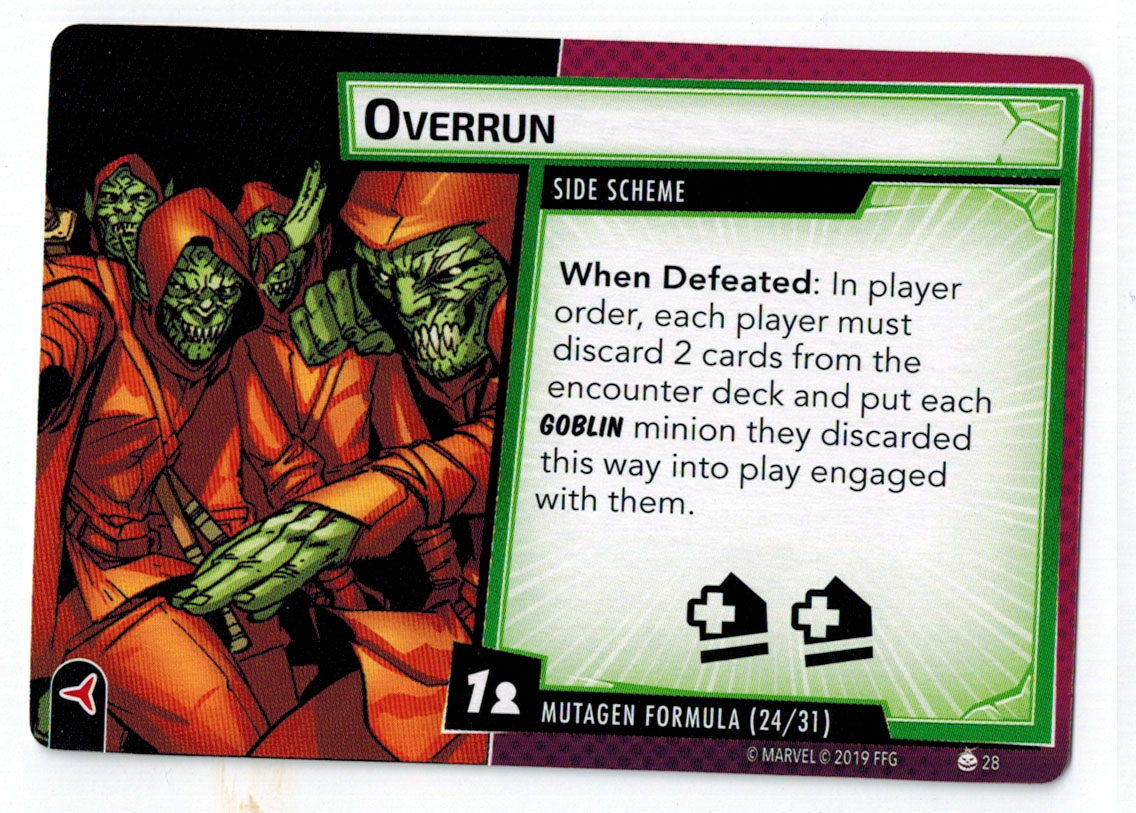 OVERRUN
SIDE SCHEME
When Defeated: In player
order, each player must
discard 2 cards from the
encounter deck and put each
GOBLIN minion they discarded
this way into play engaged
with them.
1
MUTAGEN FORMULA (24/31)
© MARVEL © 2019 FFG
28